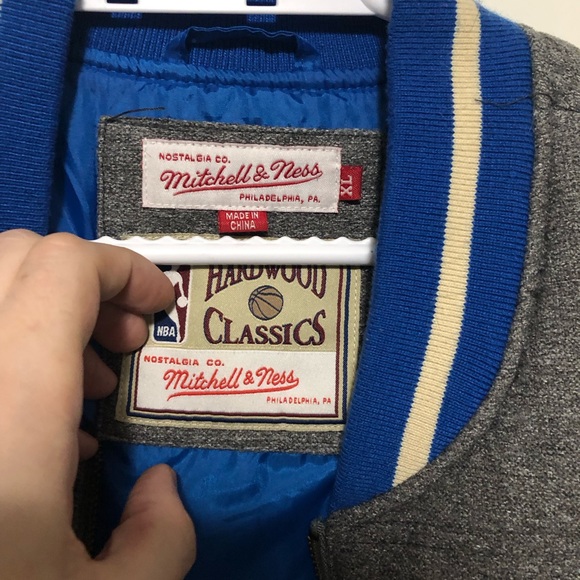 NOSTALGIA CO.
Mitchell & Ness
PHILADELPHIA, PA.
XL
MADE IN
CHINA
HARDWOOD
CLASSICS
NBA
NOSTALGIA CO.
Mitchell & Ness
PHILADELPHIA, PA